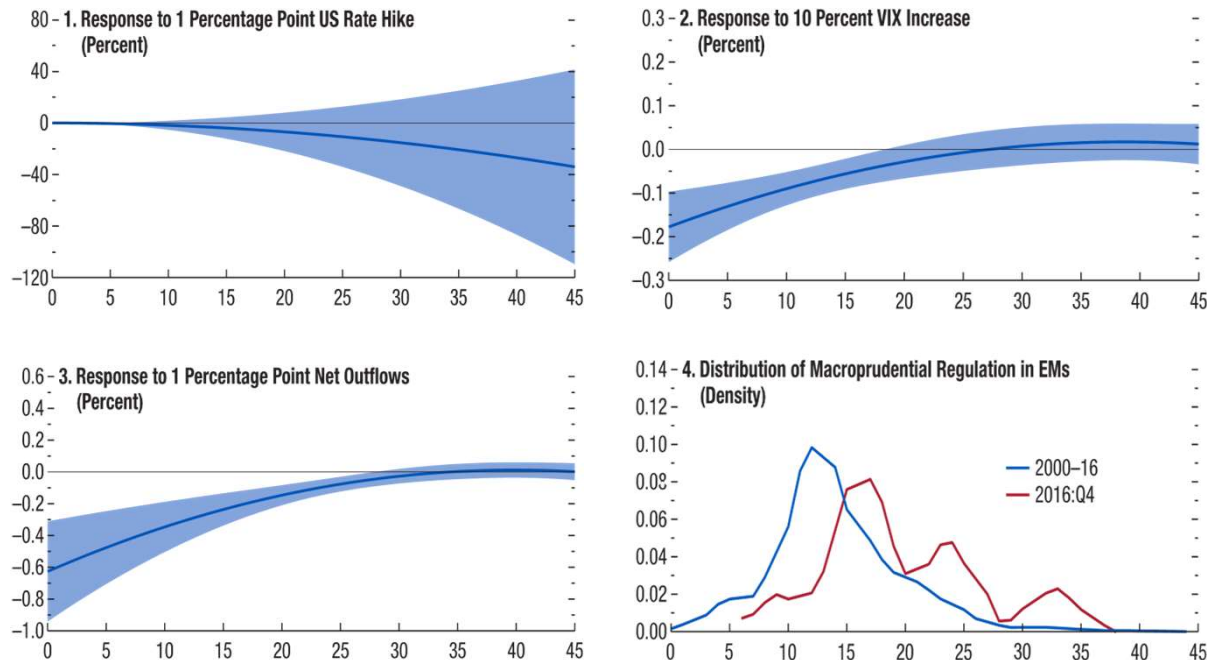 1. Response to 1 Percentage Point US Rate Hike
(Percent)
80
40
0
–40
–80
–120
0 5 10 15 20 25 30 35 40 45
2. Response to 10 Percent VIX Increase
(Percent)
0.3
0.2
0.1
0.0
–0.1
–0.2
–0.3
0 5 10 15 20 25 30 35 40 45
3. Response to 1 Percentage Point Net Outflows
(Percent)
0.6
0.4
0.2
0.0
–0.2
–0.4
–0.6
–0.8
–1.0
0 5 10 15 20 25 30 35 40 45
4. Distribution of Macroprudential Regulation in EMs
(Density)
0.14
0.12
0.10
0.08
0.06
0.04
0.02
0.00
2000–16
2016:Q4
0 5 10 15 20 25 30 35 40 45